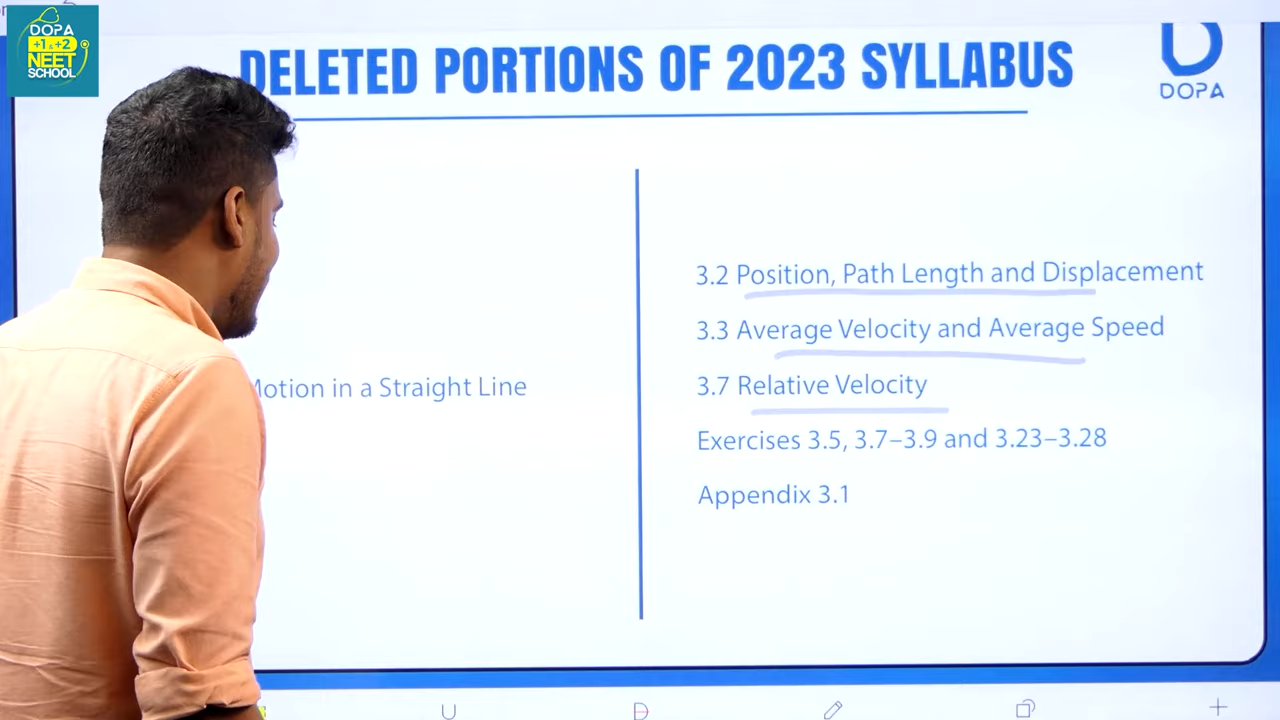 DOPA
+1 & +2
NEET
SCHOOL
DELETED PORTIONS OF 2023 SYLLABUS
DOPA
Motion in a Straight Line
3.2 Position, Path Length and Displacement
3.3 Average Velocity and Average Speed
3.7 Relative Velocity
Exercises 3.5, 3.7–3.9 and 3.23–3.28
Appendix 3.1